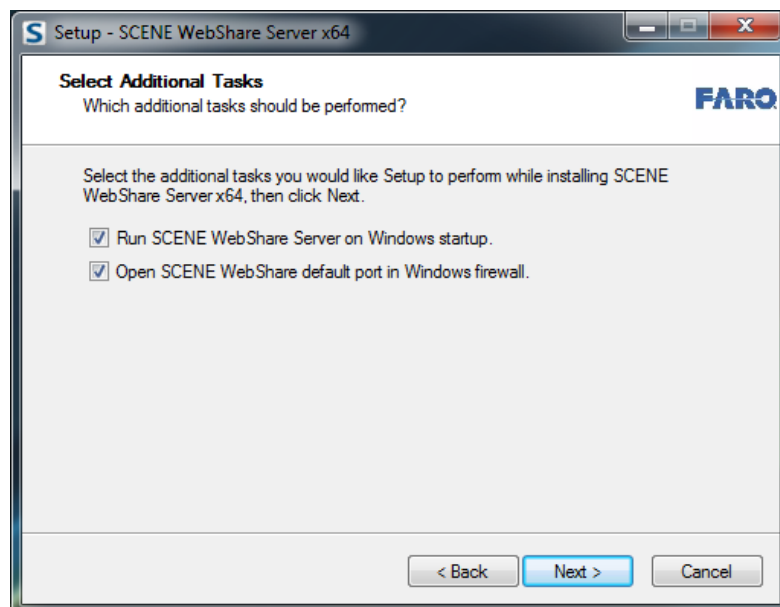 S Setup - SCENE WebShare Server x64
Select Additional Tasks
Which additional tasks should be performed?
FARO
Select the additional tasks you would like Setup to perform while installing SCENE
WebShare Server x64, then click Next.
Run SCENE WebShare Server on Windows startup.
Open SCENE WebShare default port in Windows firewall.
< Back Next > Cancel